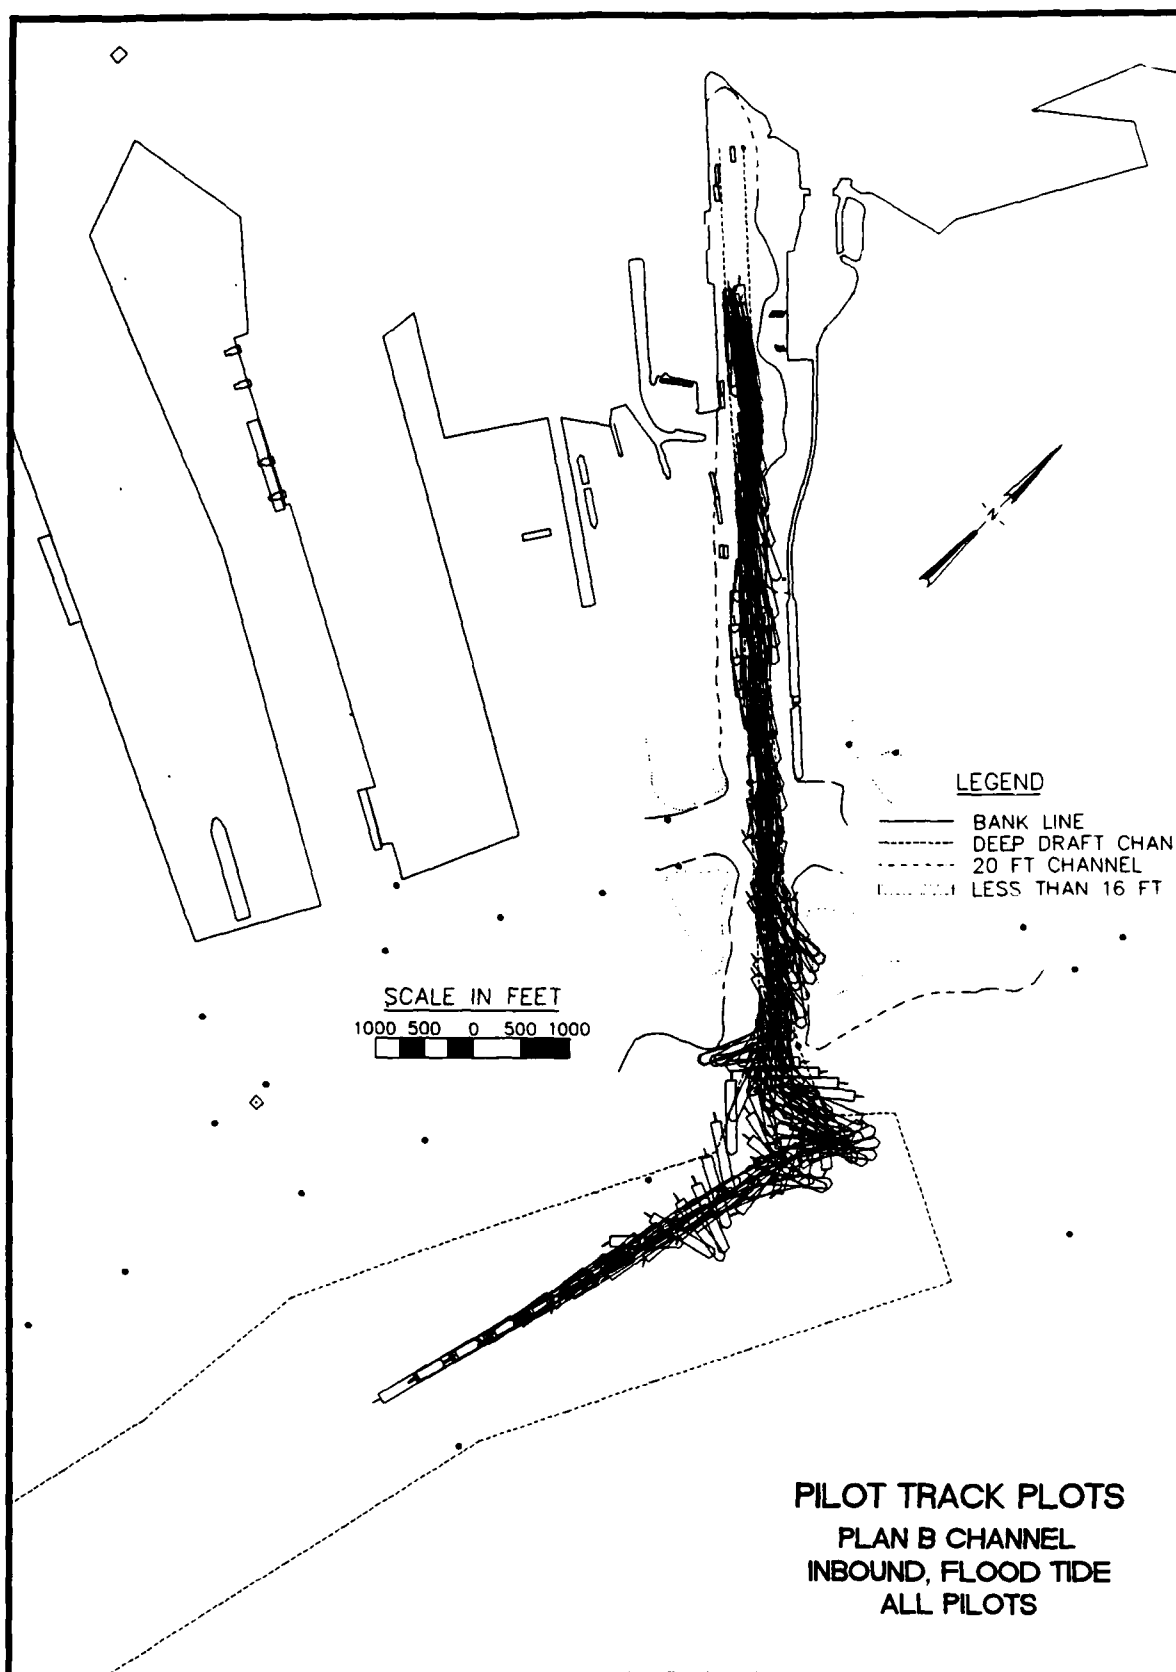 N
LEGEND
BANK LINE
DEEP DRAFT CHAN
20 FT CHANNEL
LESS THAN 16 FT
SCALE IN FEET
1000 500 0 500 1000
PILOT TRACK PLOTS
PLAN B CHANNEL
INBOUND, FLOOD TIDE
ALL PILOTS